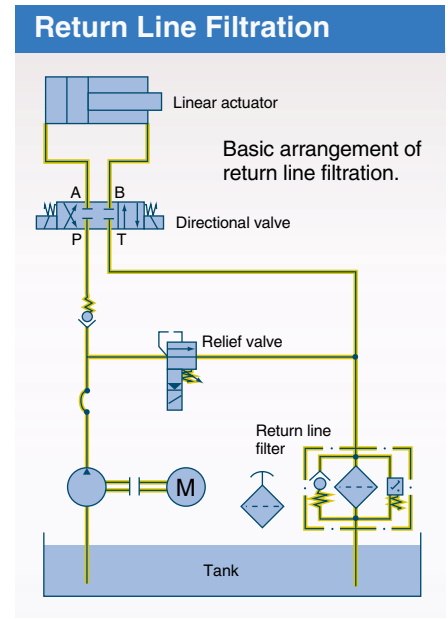 Return Line Filtration
Linear actuator
Basic arrangement of
return line filtration.
A B
Directional valve
P T
Relief valve
Return line
filter
M
Tank